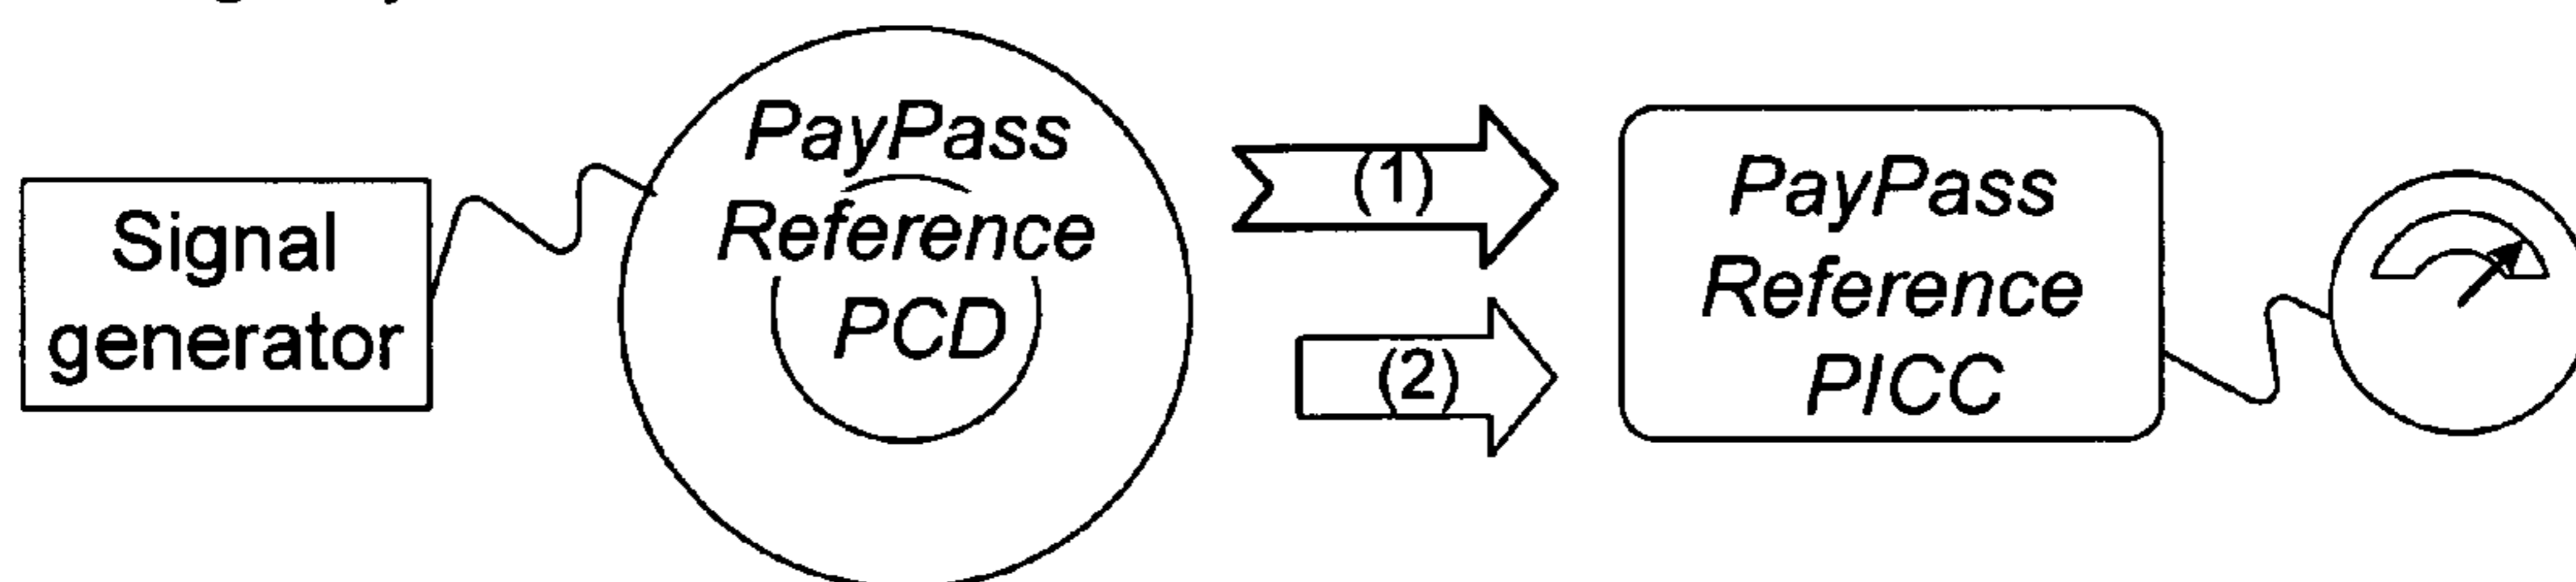 Signal
generator
PayPass
Reference
PCD
(1)
(2)
PayPass
Reference
PICC